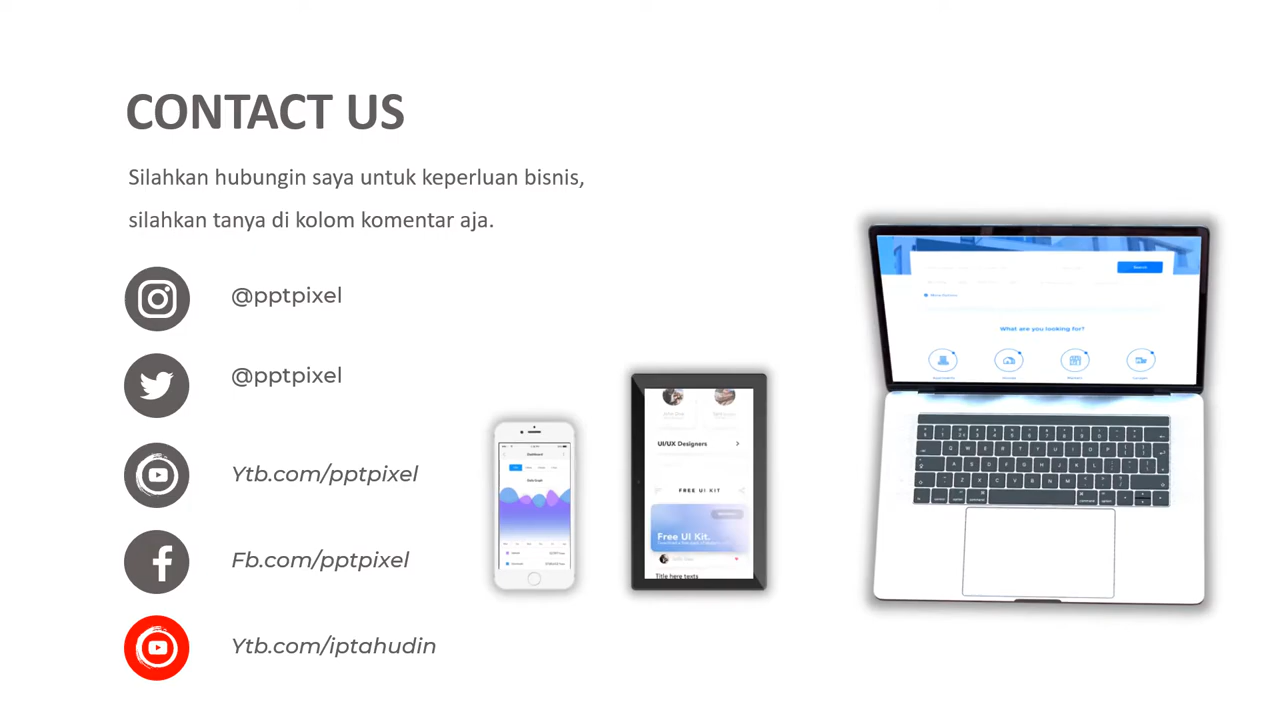 CONTACT US
Silahkan hubungin saya untuk keperluan bisnis,
silahkan tanya di kolom komentar aja.
@pptpixel
@pptpixel
Ytb.com/pptpixel
Fb.com/pptpixel
Ytb.com/iptahudin
Dashboard
UI/UX Designers
FREE UI KIT
Free UI Kit.
Title here texts
What are you looking for?